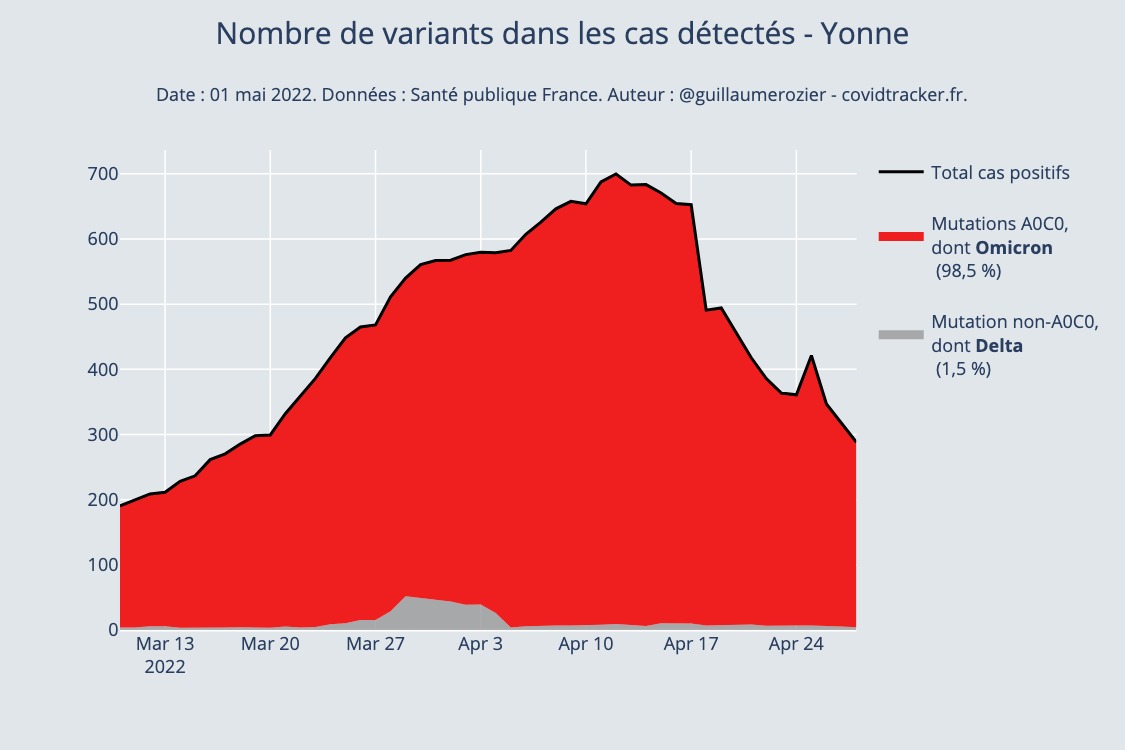 Nombre de variants dans les cas détectés - Yonne
Date : 01 mai 2022. Données : Santé publique France. Auteur : @guillaumerozier - covidtracker.fr.
700
600
500
400
300
200
100
0
Mar 13
2022
Mar 20
Mar 27
Apr 3
Apr 10
Apr 17
Apr 24
Total cas positifs
Mutations A0C0,
dont Omicron
(98,5 %)
Mutation non-A0C0,
dont Delta
(1,5 %)